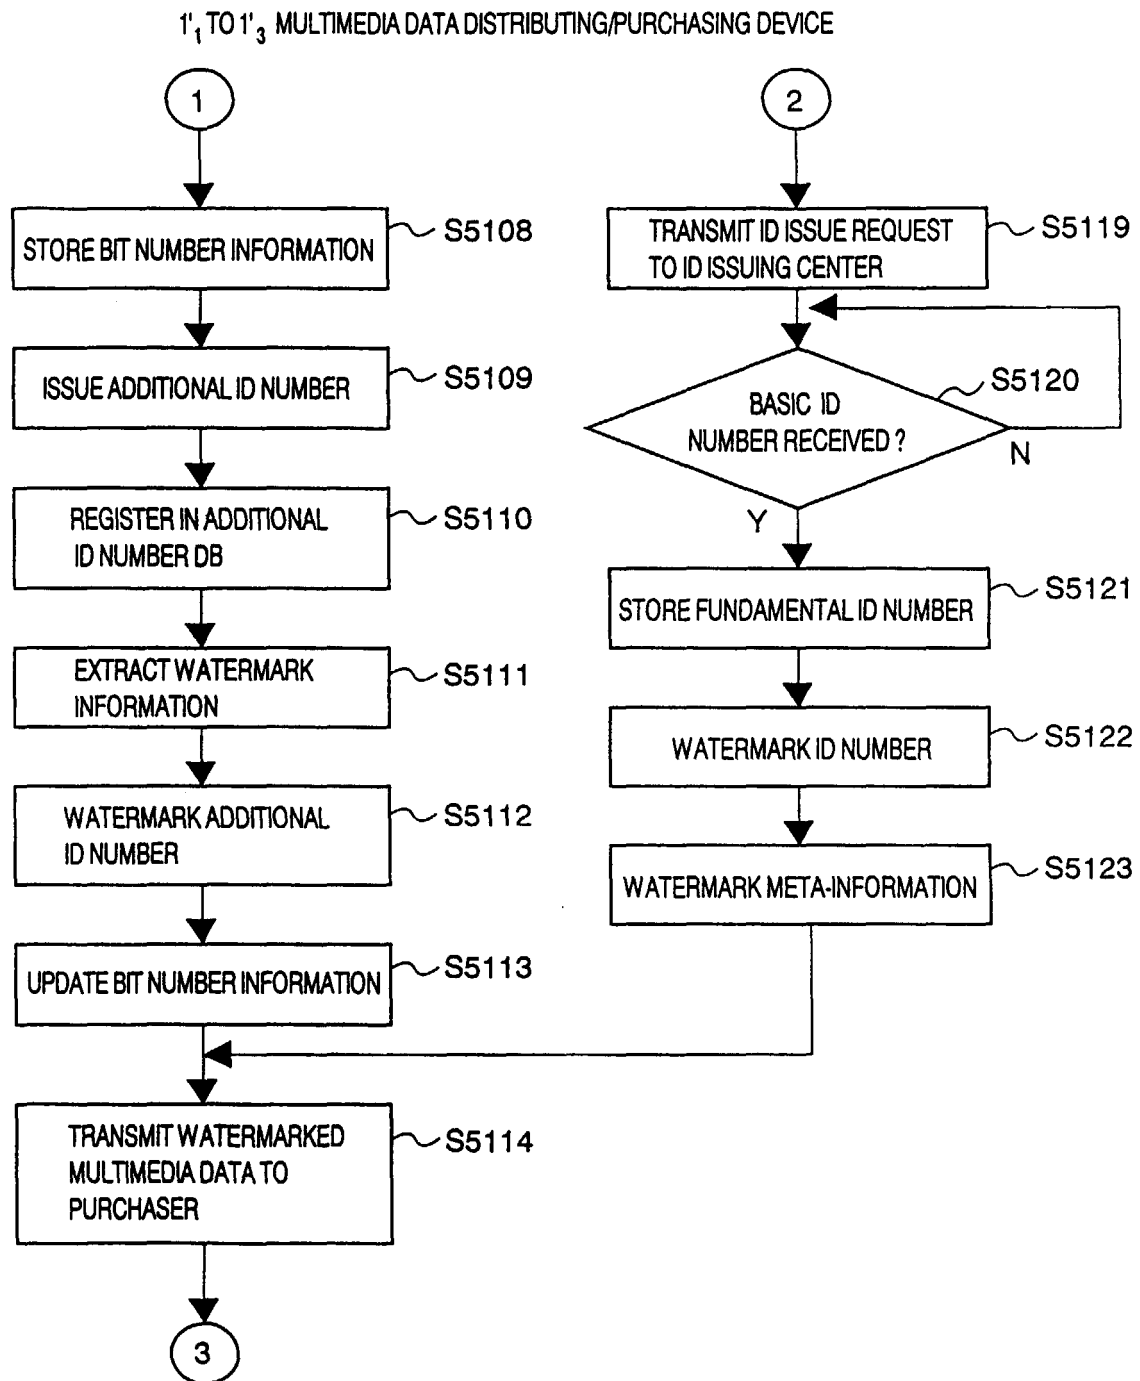 1'1 TO 1'3 MULTIMEDIA DATA DISTRIBUTING/PURCHASING DEVICE
1
STORE BIT NUMBER INFORMATION
S5108
ISSUE ADDITIONAL ID NUMBER
S5109
REGISTER IN ADDITIONAL
ID NUMBER DB
S5110
EXTRACT WATERMARK
INFORMATION
S5111
WATERMARK ADDITIONAL
ID NUMBER
S5112
UPDATE BIT NUMBER INFORMATION
S5113
TRANSMIT WATERMARKED
MULTIMEDIA DATA TO
PURCHASER
S5114
3
2
TRANSMIT ID ISSUE REQUEST
TO ID ISSUING CENTER
S5119
BASIC ID
NUMBER RECEIVED ?
S5120
N
Y
STORE FUNDAMENTAL ID NUMBER
S5121
WATERMARK ID NUMBER
S5122
WATERMARK META-INFORMATION
S5123